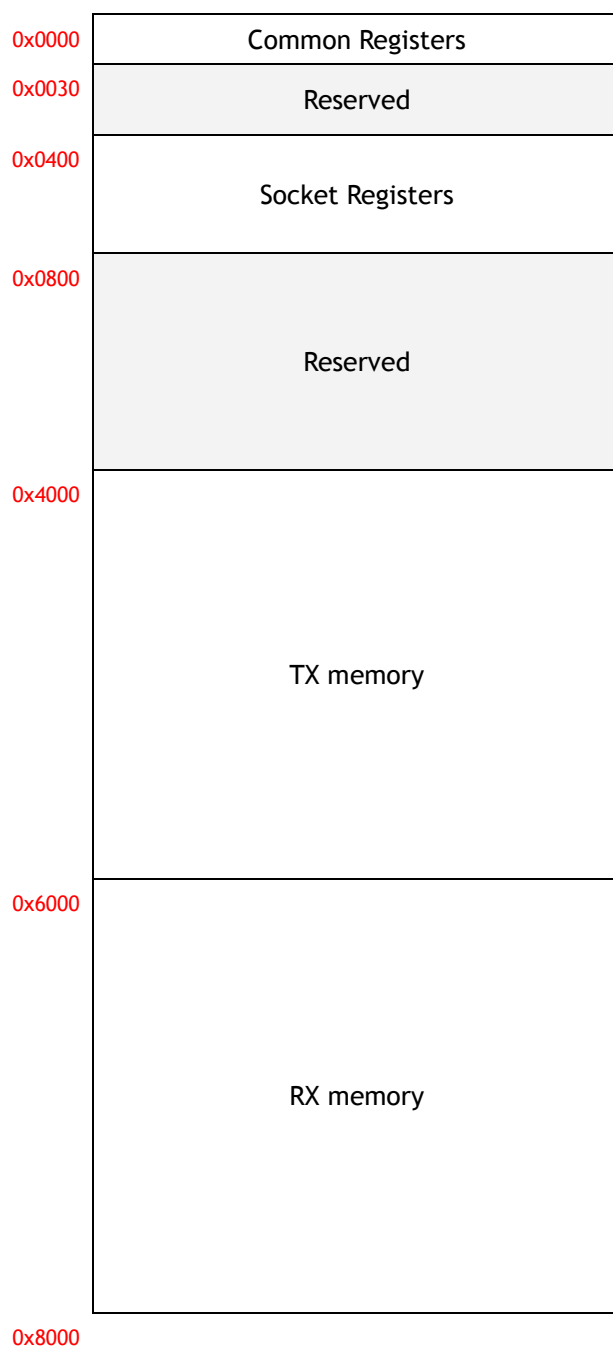 0x0000 Common Registers
0x0030 Reserved
0x0400 Socket Registers
0x0800 Reserved
0x4000 TX memory
0x6000 RX memory
0x8000